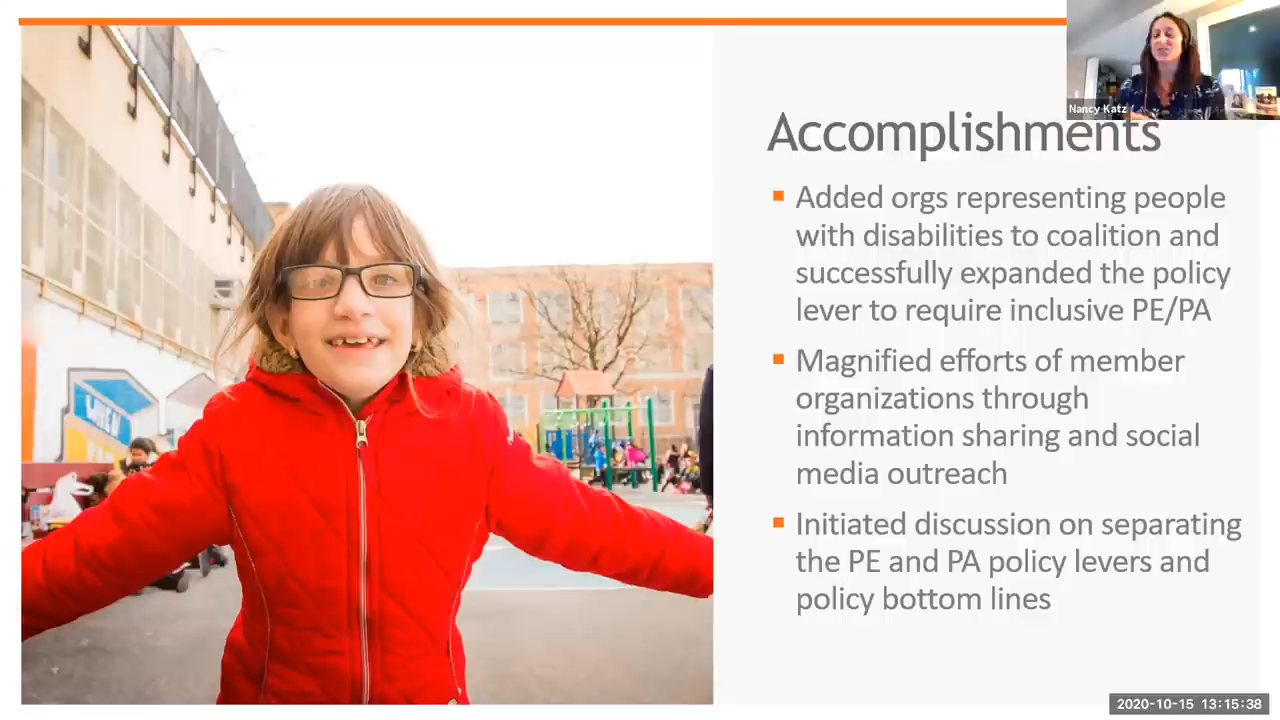 Nancy Katz
Accomplishments
Added orgs representing people
with disabilities to coalition and
successfully expanded the policy
lever to require inclusive PE/PA
Magnified efforts of member
organizations through
information sharing and social
media outreach
Initiated discussion on separating
the PE and PA policy levers and
policy bottom lines
2020-10-15 13:15:38